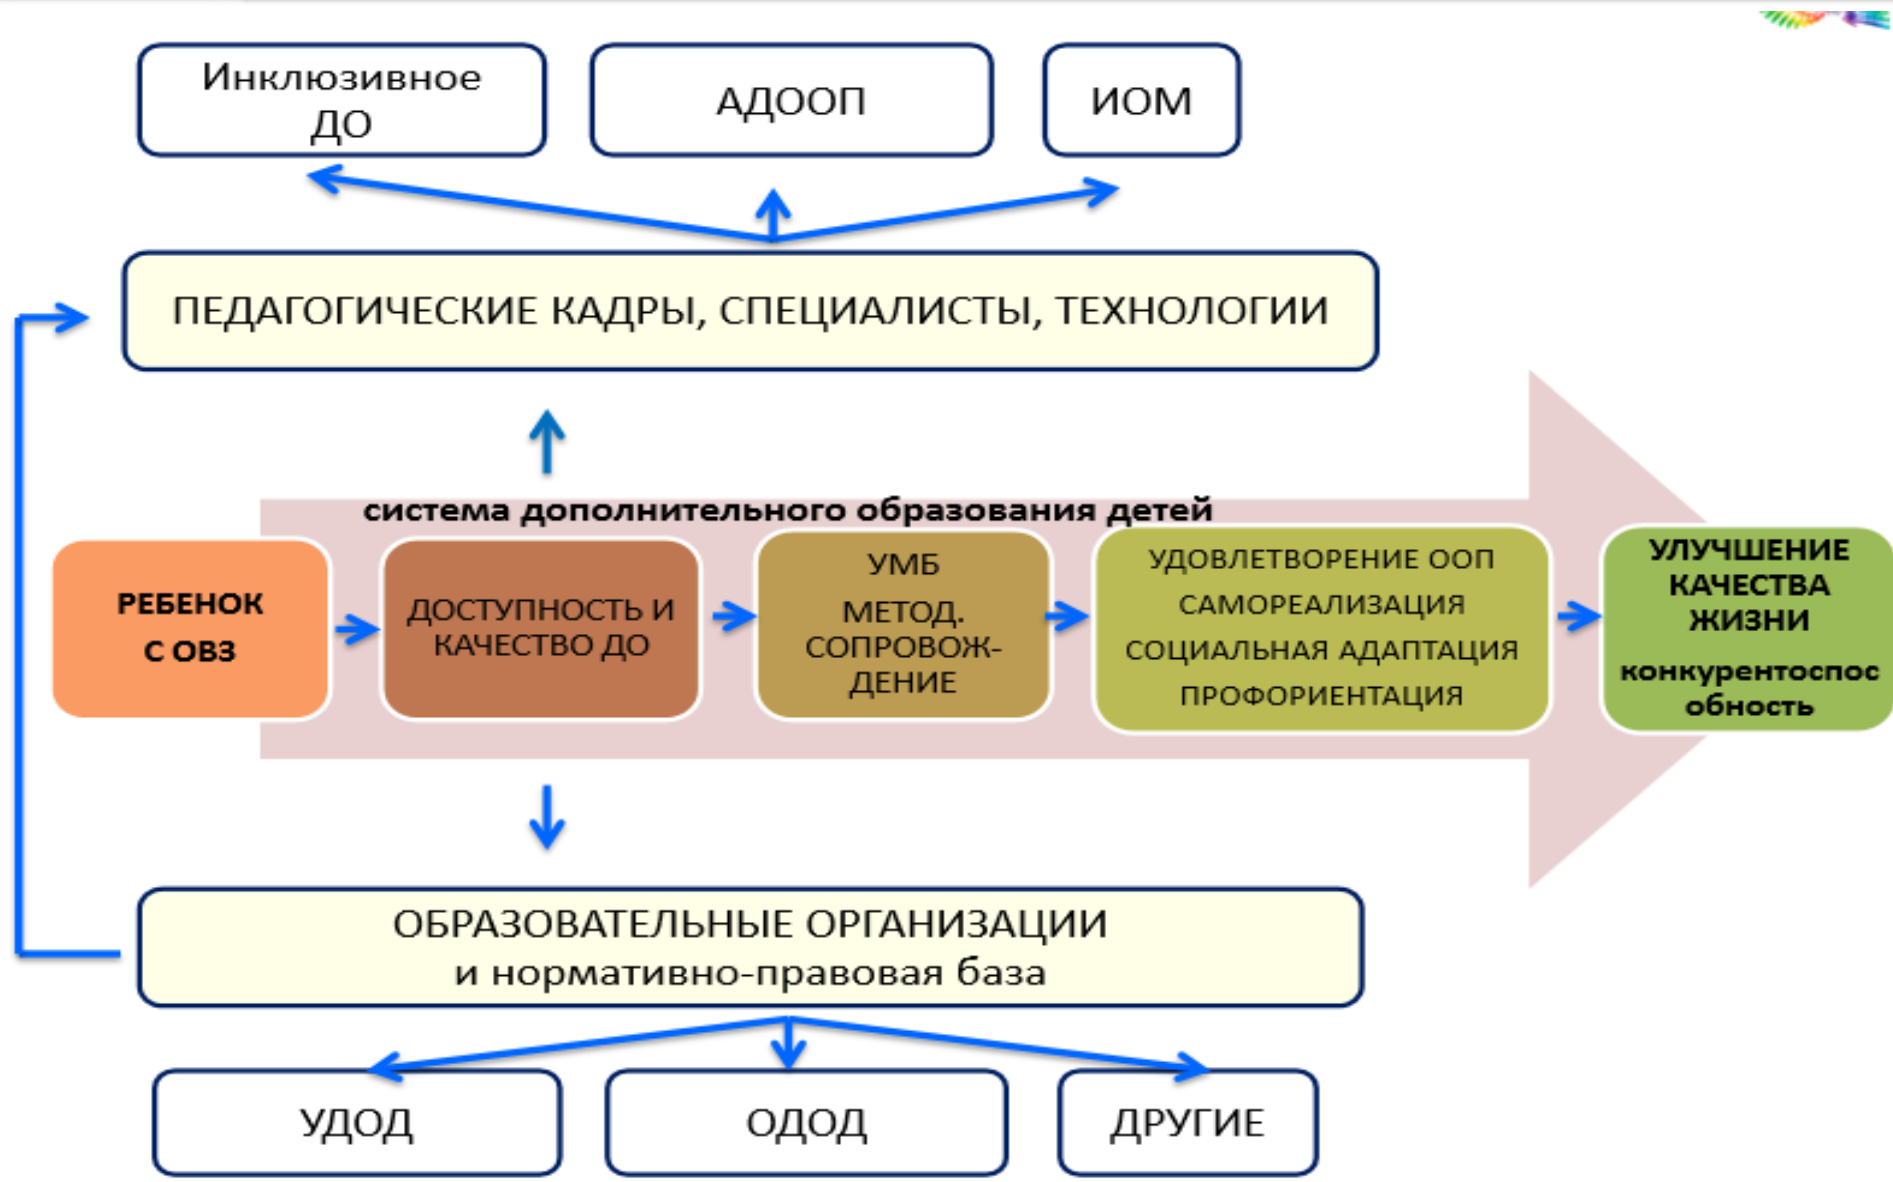 Инклюзивное
ДО
АДООП
ИОМ
ПЕДАГОГИЧЕСКИЕ КАДРЫ, СПЕЦИАЛИСТЫ, ТЕХНОЛОГИИ
система дополнительного образования детей
РЕБЕНОК
С ОВЗ
ДОСТУПНОСТЬ И
КАЧЕСТВО ДО
УМБ
МЕТОД.
СОПРОВОЖ-
ДЕНИЕ
УДОВЛЕТВОРЕНИЕ ООП
САМОРЕАЛИЗАЦИЯ
СОЦИАЛЬНАЯ АДАПТАЦИЯ
ПРОФОРИЕНТАЦИЯ
УЛУЧШЕНИЕ
КАЧЕСТВА
ЖИЗНИ
конкурентоспос
обность
ОБРАЗОВАТЕЛЬНЫЕ ОРГАНИЗАЦИИ
и нормативно-правовая база
УДОД
ОДОД
ДРУГИЕ